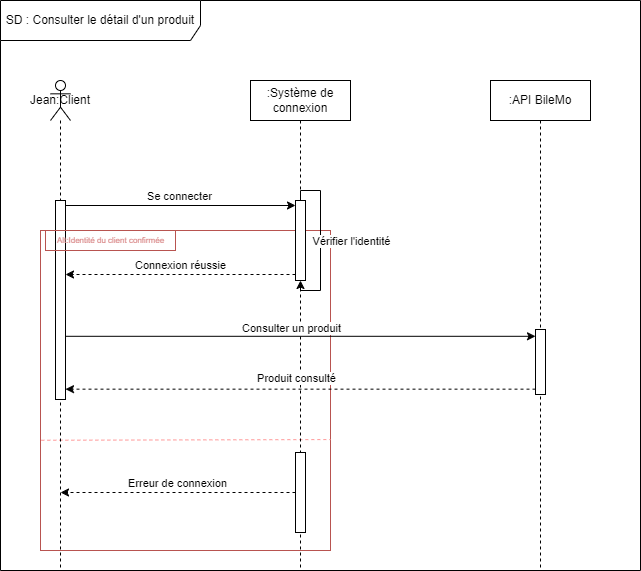 SD : Consulter le détail d'un produit
Jean:Client
:Système de
connexion
:API BileMo
Se connecter
Alt:Identité du client confirmée
Vérifier l'identité
Connexion réussie
Consulter un produit
Produit consulté
Erreur de connexion